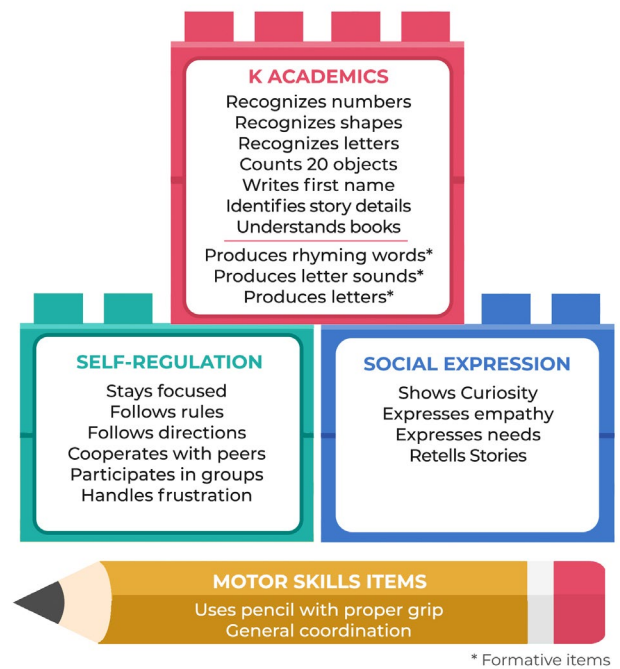 K ACADEMICS
Recognizes numbers
Recognizes shapes
Recognizes letters
Counts 20 objects
Writes first name
Identifies story details
Understands books
Produces rhyming words*
Produces letter sounds*
Produces letters*
SELF-REGULATION
Stays focused
Follows rules
Follows directions
Cooperates with peers
Participates in groups
Handles frustration
SOCIAL EXPRESSION
Shows Curiosity
Expresses empathy
Expresses needs
Retells Stories
MOTOR SKILLS ITEMS
Uses pencil with proper grip
General coordination
* Formative items